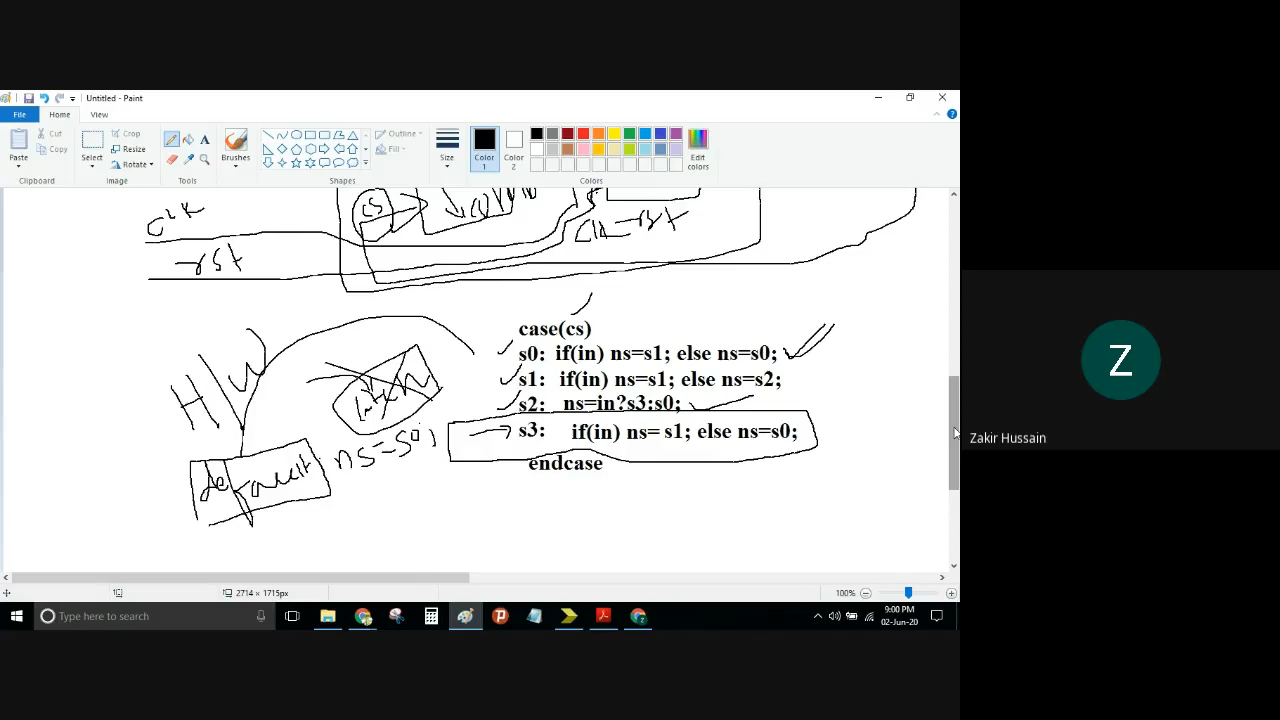 Untitled - Paint
File Home View
Cut
Copy
Paste
Clipboard
Crop
Resize
Rotate
Select
Image
Tools
Brushes
Outline
Fill
Shapes
Size
Color 1
Color 2
Edit colors
Colors
cs
clk
clk rst
rst
case(cs)
s0: if(in) ns=s1; else ns=s0;
s1: if(in) ns=s1; else ns=s2;
s2: ns=in?s3:s0;
s3: if(in) ns= s1; else ns=s0;
endcase
H/W
default
ns=s0;
2714 × 1715px
100%
Type here to search
9:00 PM
02-Jun-20
Z
Zakir Hussain